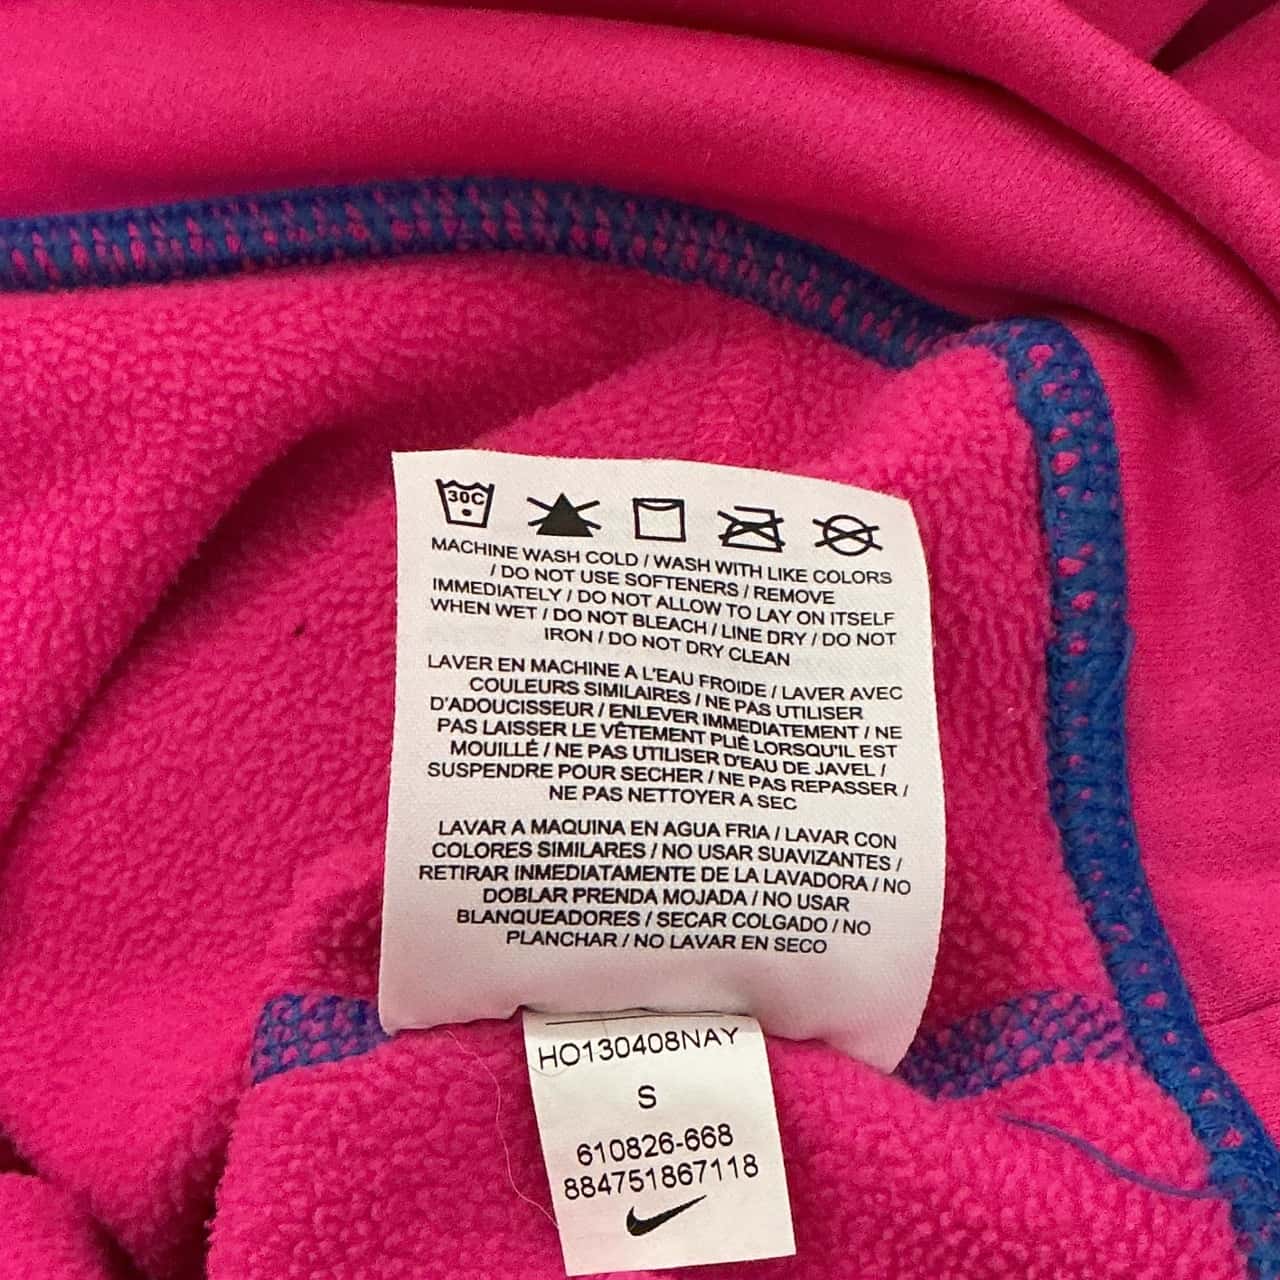 30C
MACHINE WASH COLD / WASH WITH LIKE COLORS
/ DO NOT USE SOFTENERS / REMOVE
IMMEDIATELY / DO NOT ALLOW TO LAY ON ITSELF
WHEN WET / DO NOT BLEACH / LINE DRY / DO NOT
IRON / DO NOT DRY CLEAN
LAVER EN MACHINE A L'EAU FROIDE / LAVER AVEC
COULEURS SIMILAIRES / NE PAS UTILISER
D'ADOUCISSEUR / ENLEVER IMMEDIATEMENT / NE
PAS LAISSER LE VÊTEMENT PLIÉ LORSQU'IL EST
MOUILLÉ / NE PAS UTILISER D'EAU DE JAVEL /
SUSPENDRE POUR SECHER / NE PAS REPASSER /
NE PAS NETTOYER A SEC
LAVAR A MAQUINA EN AGUA FRIA / LAVAR CON
COLORES SIMILARES / NO USAR SUAVIZANTES /
RETIRAR INMEDIATAMENTE DE LA LAVADORA / NO
DOBLAR PRENDA MOJADA / NO USAR
BLANQUEADORES / SECAR COLGADO / NO
PLANCHAR / NO LAVAR EN SECO
HO130408NAY
S
610826-668
884751867118